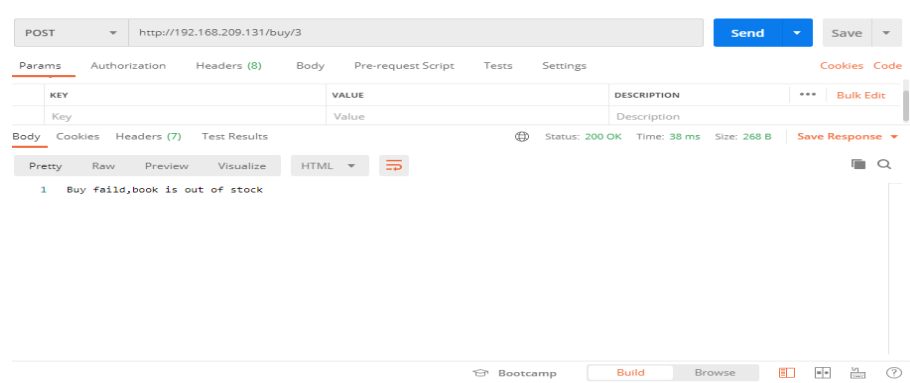 POST http://192.168.209.131/buy/3 Send Save
Params Authorization Headers (8) Body Pre-request Script Tests Settings Cookies Code
KEY VALUE DESCRIPTION ••• Bulk Edit
Key Value Description
Body Cookies Headers (7) Test Results Status: 200 OK Time: 38 ms Size: 268 B Save Response
Pretty Raw Preview Visualize HTML
1 Buy faild,book is out of stock
Bootcamp Build Browse ?